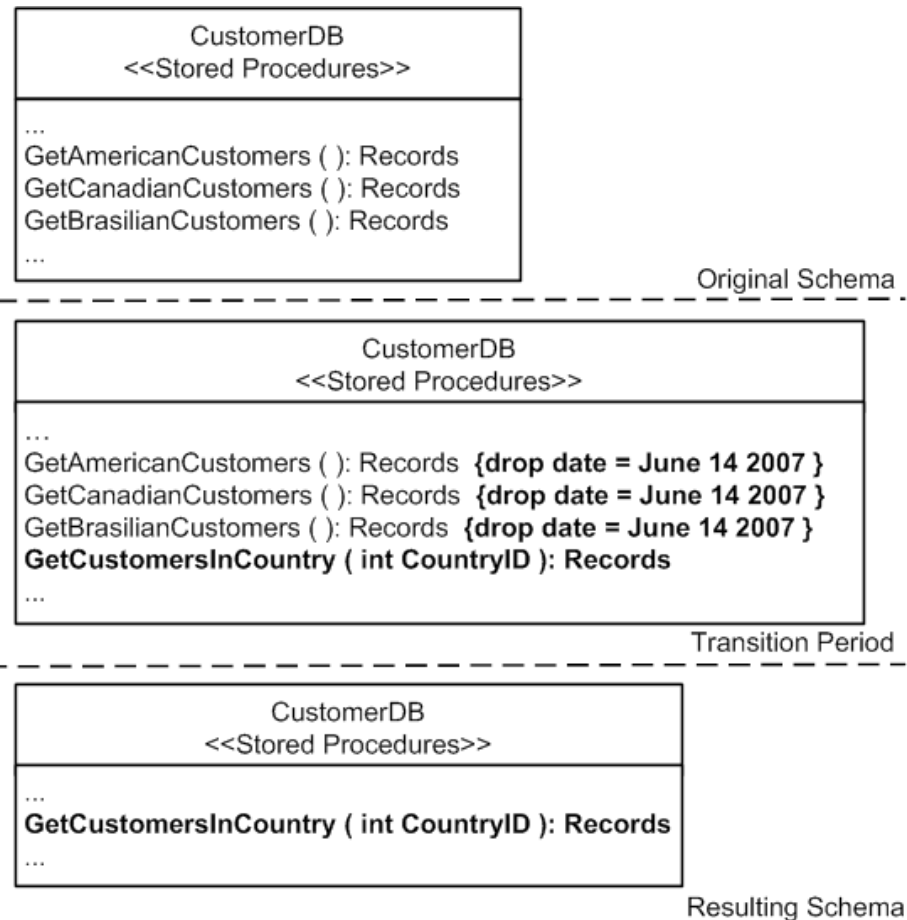 CustomerDB
<<Stored Procedures>>
...
GetAmericanCustomers ( ): Records
GetCanadianCustomers ( ): Records
GetBrasilianCustomers ( ): Records
...
Original Schema
CustomerDB
<<Stored Procedures>>
...
GetAmericanCustomers ( ): Records {drop date = June 14 2007 }
GetCanadianCustomers ( ): Records {drop date = June 14 2007 }
GetBrasilianCustomers ( ): Records {drop date = June 14 2007 }
GetCustomersInCountry ( int CountryID ): Records
...
Transition Period
CustomerDB
<<Stored Procedures>>
...
GetCustomersInCountry ( int CountryID ): Records
...
Resulting Schema